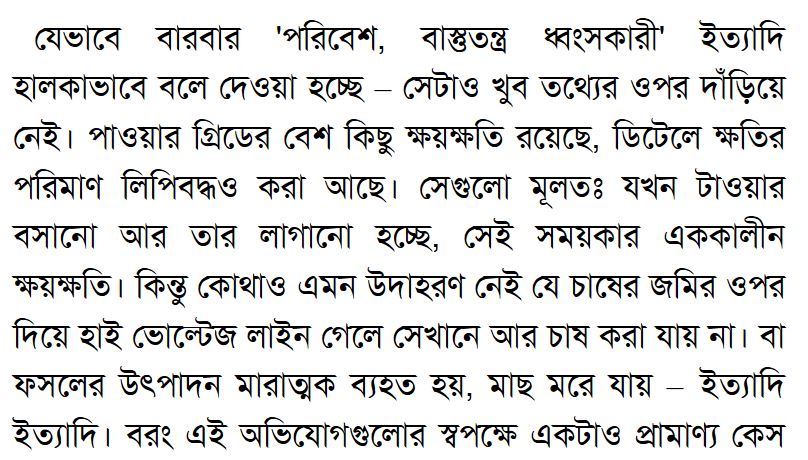 যেভাবে বারবার 'পরিবেশ, বাস্তুতন্ত্র ধ্বংসকারী' ইত্যাদি
হালকাভাবে বলে দেওয়া হচ্ছে – সেটাও খুব তথ্যের ওপর দাঁড়িয়ে
নেই। পাওয়ার গ্রিডের বেশ কিছু ক্ষয়ক্ষতি রয়েছে, ডিটেলে ক্ষতির
পরিমাণ লিপিবদ্ধও করা আছে। সেগুলো মূলতঃ যখন টাওয়ার
বসানো আর তার লাগানো হচ্ছে, সেই সময়কার এককালীন
ক্ষয়ক্ষতি। কিন্তু কোথাও এমন উদাহরণ নেই যে চাষের জমির ওপর
দিয়ে হাই ভোল্টেজ লাইন গেলে সেখানে আর চাষ করা যায় না। বা
ফসলের উৎপাদন মারাত্মক ব্যহত হয়, মাছ মরে যায় – ইত্যাদি
ইত্যাদি। বরং এই অভিযোগগুলোর স্বপক্ষে একটাও প্রামাণ্য কেস